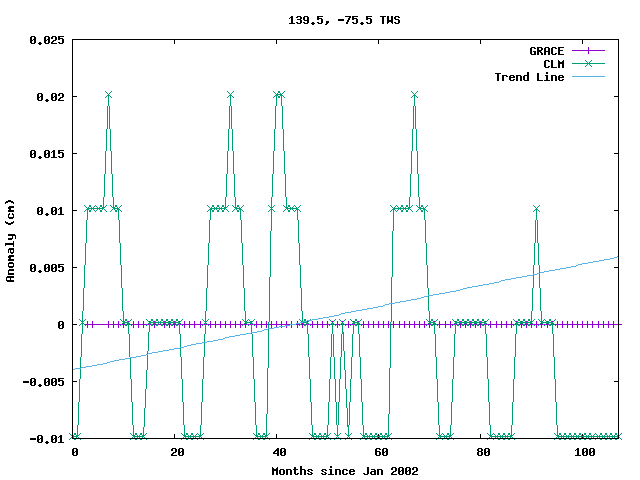 139.5, -75.5 TWS
GRACE
CLM
Trend Line
0.025
0.02
0.015
0.01
0.005
0
-0.005
-0.01
Anomaly (cm)
0 20 40 60 80 100
Months since Jan 2002